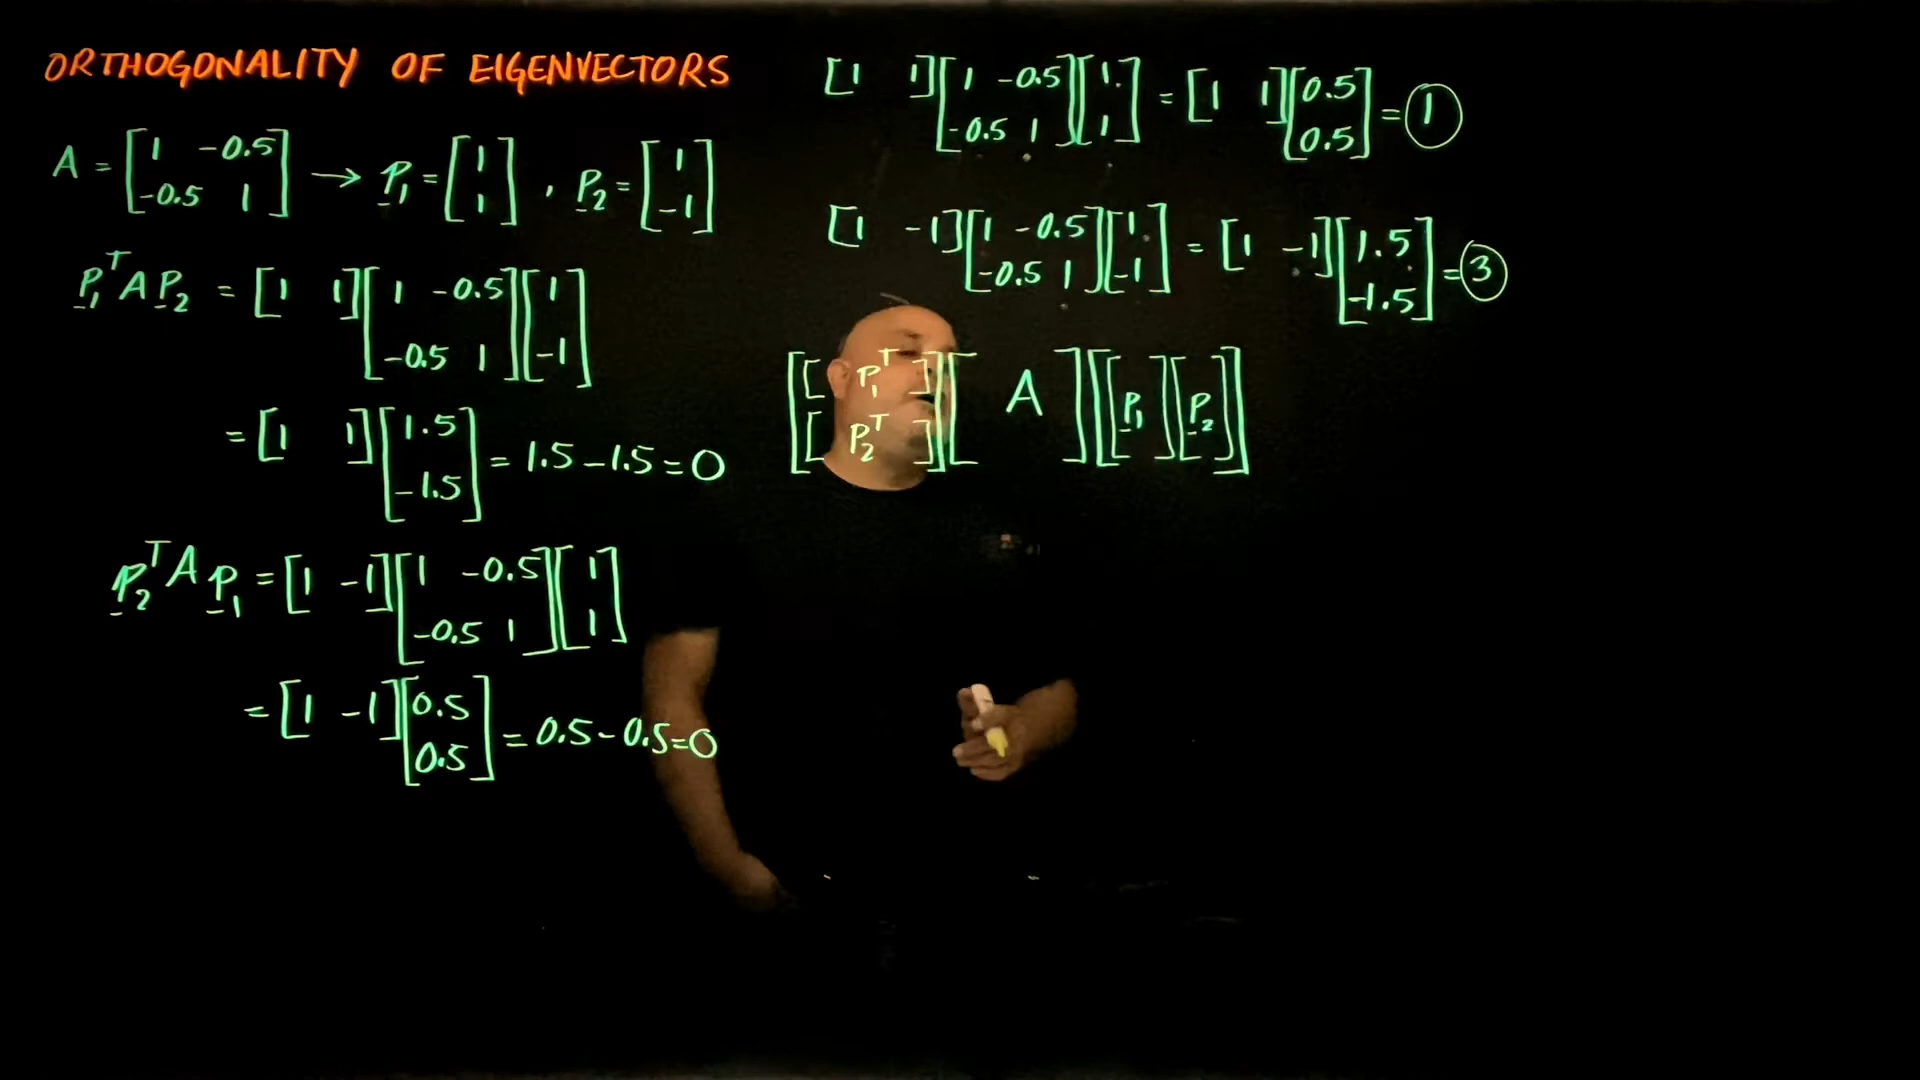 ORTHOGONALITY OF EIGENVECTORS
A = [1 -0.5; -0.5 1] → P₁ = [1; 1] , P₂ = [1; -1]
P₁ᵀ A P₂ = [1 1][1 -0.5; -0.5 1][1; -1]
= [1 1][1.5; -1.5] = 1.5 - 1.5 = 0
P₂ᵀ A P₁ = [1 -1][1 -0.5; -0.5 1][1; 1]
= [1 -1][0.5; 0.5] = 0.5 - 0.5 = 0
[1 1][1 -0.5; -0.5 1][1; 1] = [1 1][0.5; 0.5] = 1
[1 -1][1 -0.5; -0.5 1][1; -1] = [1 -1][1.5; -1.5] = 3
[[P₁ᵀ]; [P₂ᵀ]][A][[P₁][P₂]]